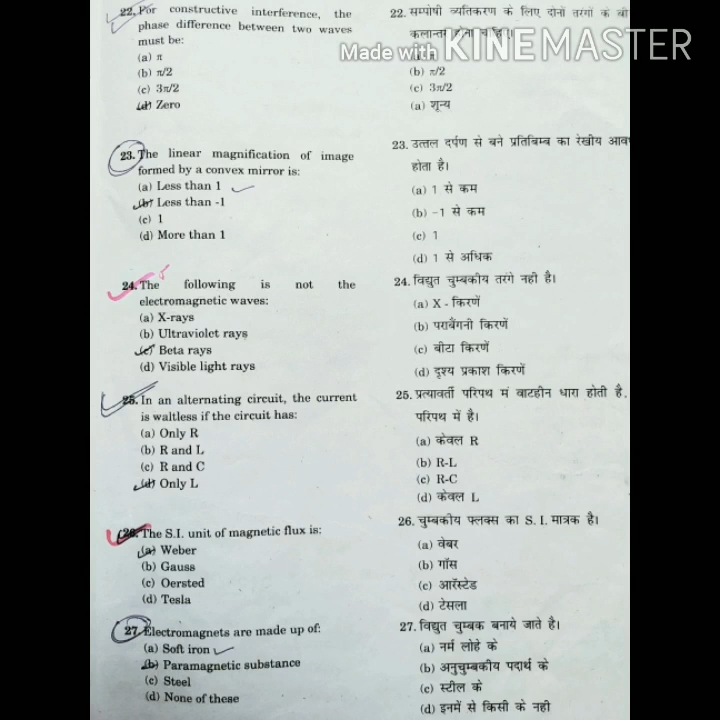 22. For constructive interference, the
phase difference between two waves
must be:
(a) π
(b) π/2
(c) 3π/2
(d) Zero
23. The linear magnification of image
formed by a convex mirror is:
(a) Less than 1
(b) Less than -1
(c) 1
(d) More than 1
24. The following is not the
electromagnetic waves:
(a) X-rays
(b) Ultraviolet rays
(c) Beta rays
(d) Visible light rays
25. In an alternating circuit, the current
is waltless if the circuit has:
(a) Only R
(b) R and L
(c) R and C
(d) Only L
26. The S.I. unit of magnetic flux is:
(a) Weber
(b) Gauss
(c) Oersted
(d) Tesla
27. Electromagnets are made up of:
(a) Soft iron
(b) Paramagnetic substance
(c) Steel
(d) None of these
22. सम्पोषी व्यतिकरण के लिए दोनों तरंगों के
कलान्तर होना चाहिए।
Made with KINEMASTER
(b) π/2
(c) 3π/2
(a) शून्य
23. उत्तल दर्पण से बने प्रतिबिम्ब का रेखीय
होता है।
(a) 1 से कम
(b) -1 से कम
(c) 1
(d) 1 से अधिक
24. विद्युत चुम्बकीय तरंगे नही है।
(a) X - किरणें
(b) पराबैंगनी किरणें
(c) बीटा किरणें
(d) दृश्य प्रकाश किरणें
25. प्रत्यावर्ती परिपथ मं वाटहीन धारा होती है,
परिपथ में है।
(a) केवल R
(b) R-L
(c) R-C
(d) केवल L
26. चुम्बकीय फ्लक्स का S. I. मात्रक है।
(a) वेबर
(b) गॉस
(c) आरॅस्टेड
(d) टेसला
27. विद्युत चुम्बक बनाये जाते है।
(a) नर्म लोहे के
(b) अनुचुम्बकीय पदार्थ के
(c) स्टील के
(d) इनमें से किसी के नही